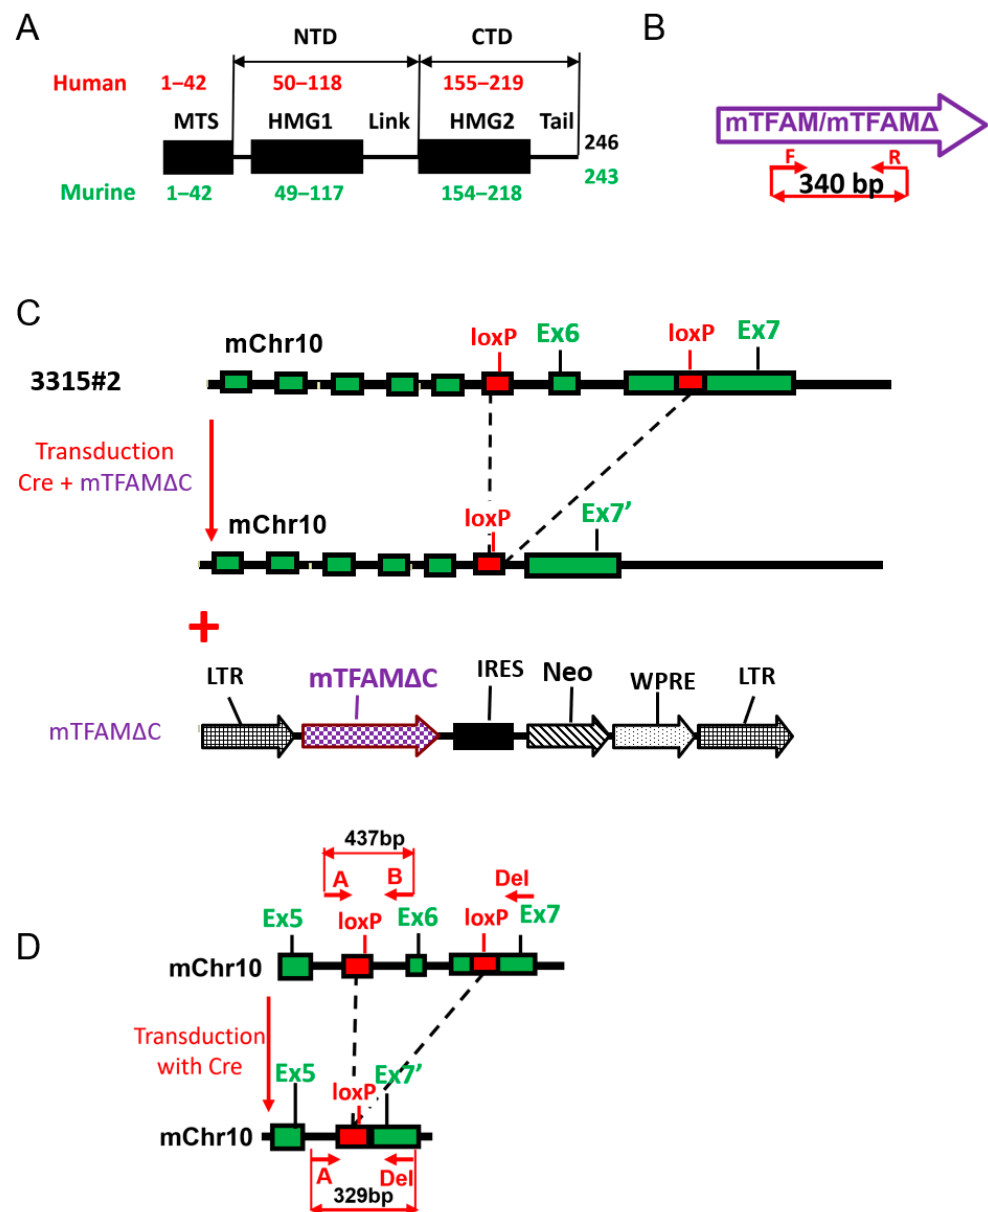 A
NTD
CTD
Human
1–42
50–118
155–219
MTS
HMG1
Link
HMG2
Tail
246
243
Murine
1–42
49–117
154–218
B
mTFAM/mTFAMΔ
F
R
340 bp
C
3315#2
mChr10
loxP
Ex6
loxP
Ex7
Transduction
Cre + mTFAMΔC
mChr10
loxP
Ex7’
+
mTFAMΔC
LTR
mTFAMΔC
IRES
Neo
WPRE
LTR
D
437bp
A
B
Del
Ex5
loxP
Ex6
loxP
Ex7
mChr10
Transduction
with Cre
Ex5
loxP
Ex7’
mChr10
A
Del
329bp